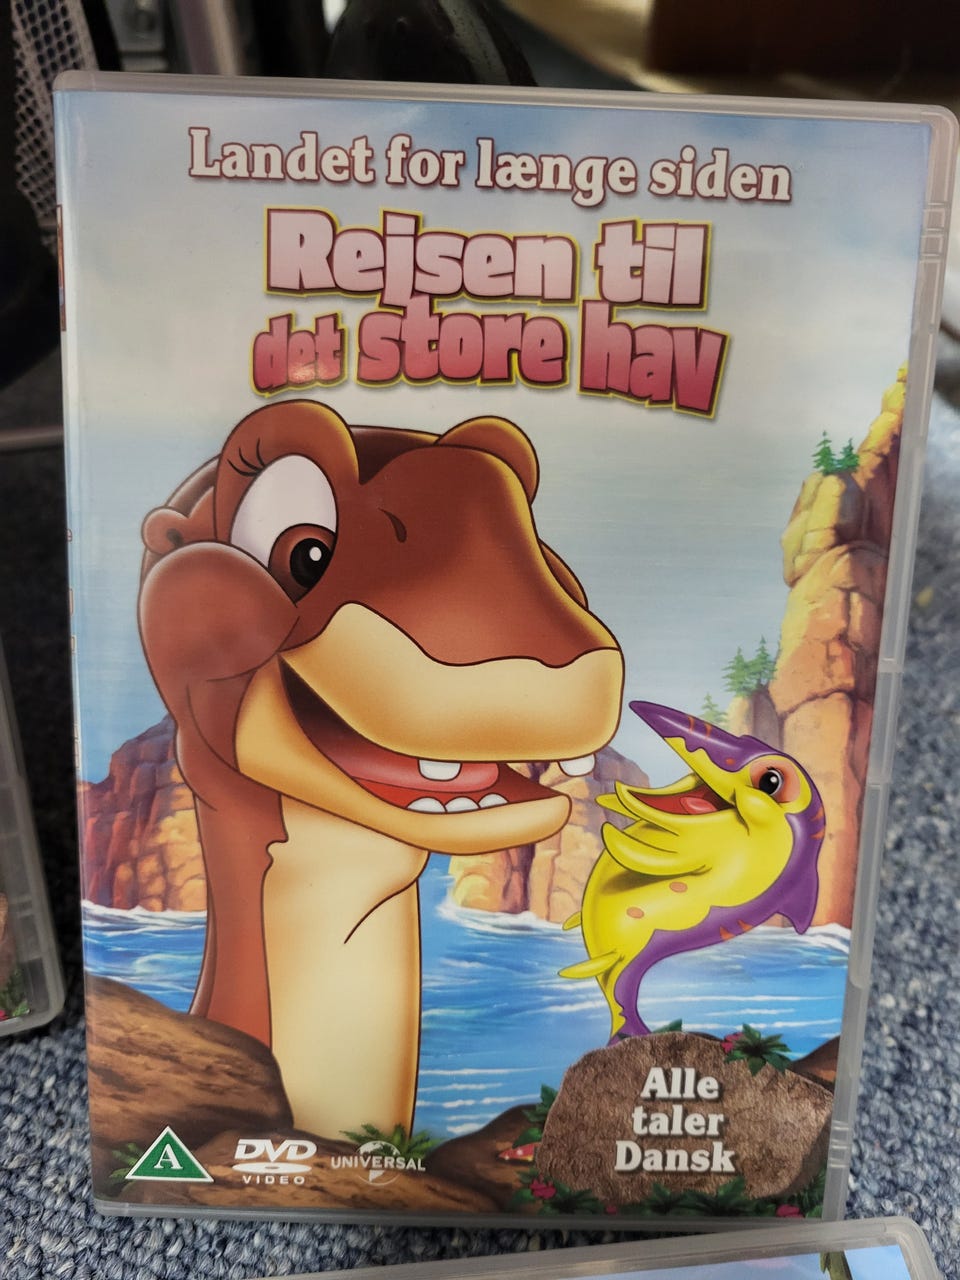 Landet for længe siden
Rejsen til
det store hav
Alle
taler
Dansk
A
DVD
VIDEO
UNIVERSAL